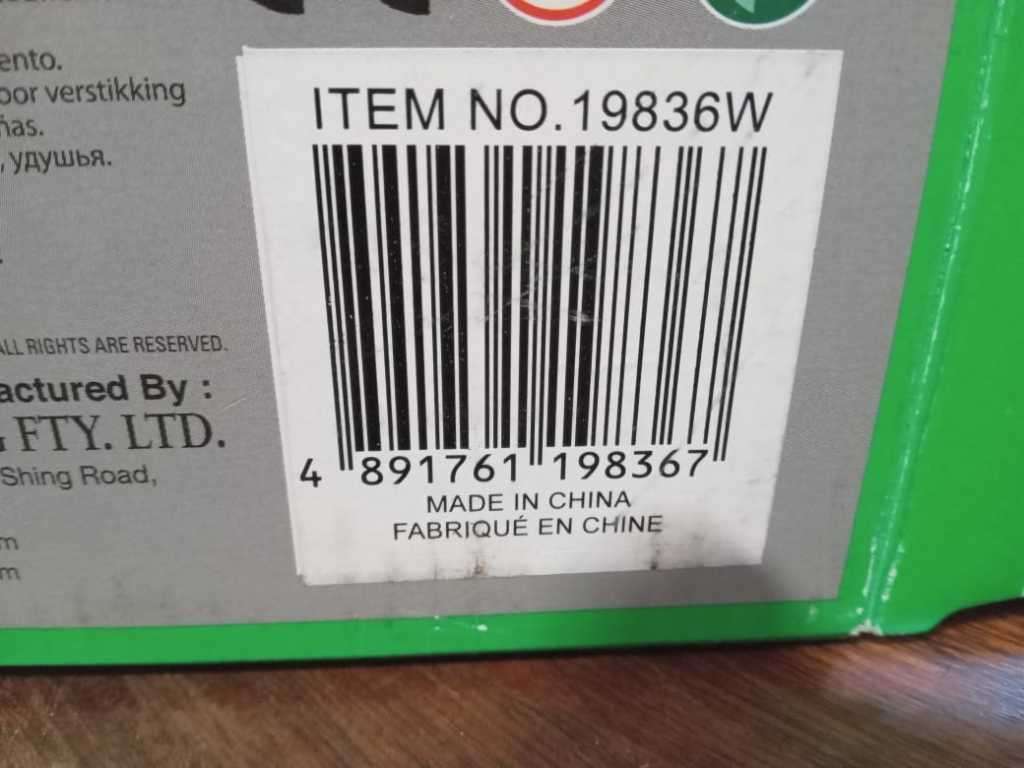 ento.
oor verstikking
ñas.
, удушья.
ALL RIGHTS ARE RESERVED.
actured By :
FTY. LTD.
Shing Road,
m
m
ITEM NO. 19836W
4 891761 198367
MADE IN CHINA
FABRIQUÉ EN CHINE